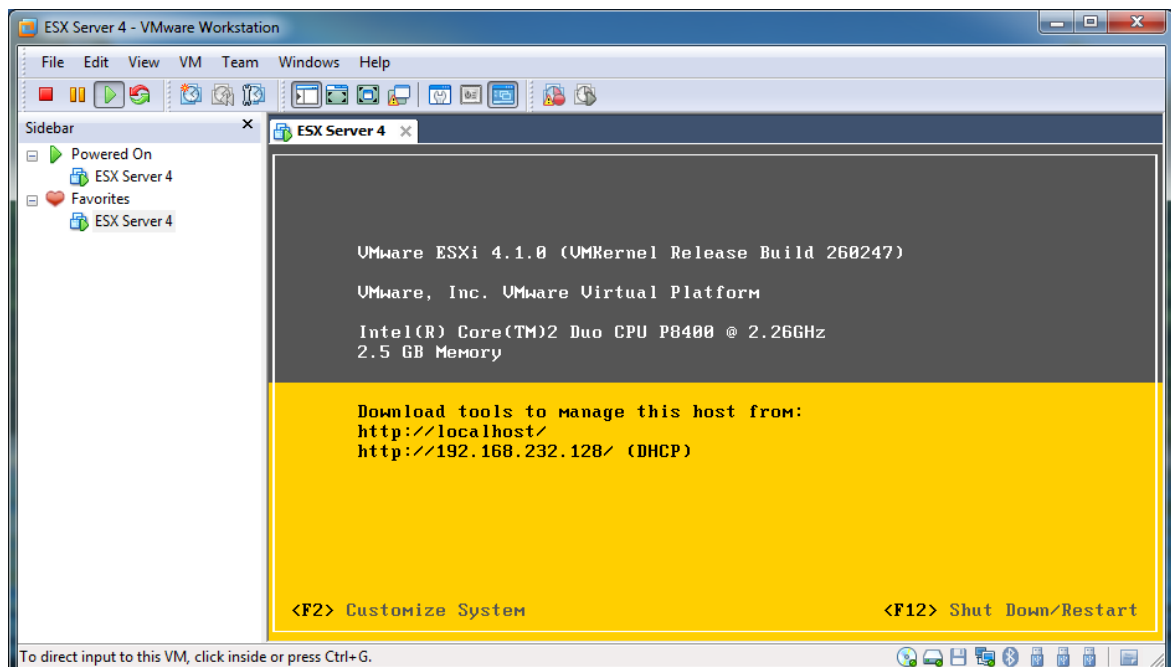 ESX Server 4 - VMware Workstation
File Edit View VM Team Windows Help
Sidebar
Powered On
ESX Server 4
Favorites
ESX Server 4
ESX Server 4
VMware ESXi 4.1.0 (VMKernel Release Build 260247)
VMware, Inc. VMware Virtual Platform
Intel(R) Core(TM)2 Duo CPU P8400 @ 2.26GHz
2.5 GB Memory
Download tools to manage this host from:
http://localhost/
http://192.168.232.128/ (DHCP)
<F2> Customize System <F12> Shut Down/Restart
To direct input to this VM, click inside or press Ctrl+G.